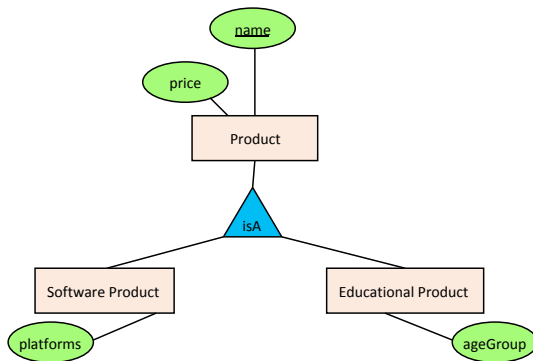 name
price
Product
isA
Software Product
Educational Product
platforms
ageGroup